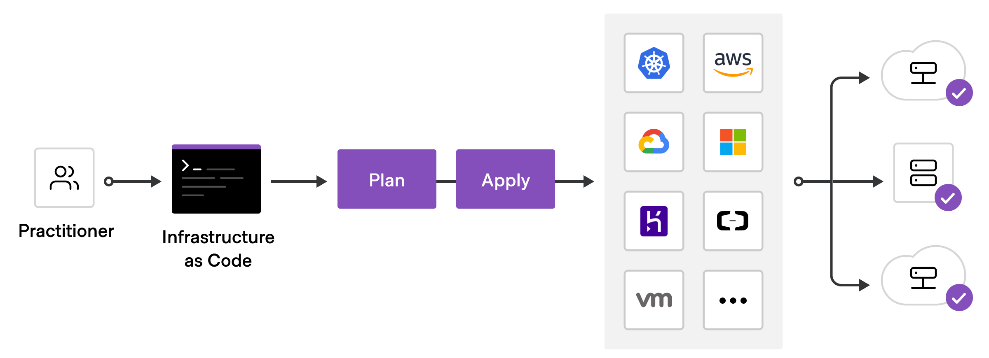 Practitioner
>_
Infrastructure
as Code
Plan
Apply
aws
vm